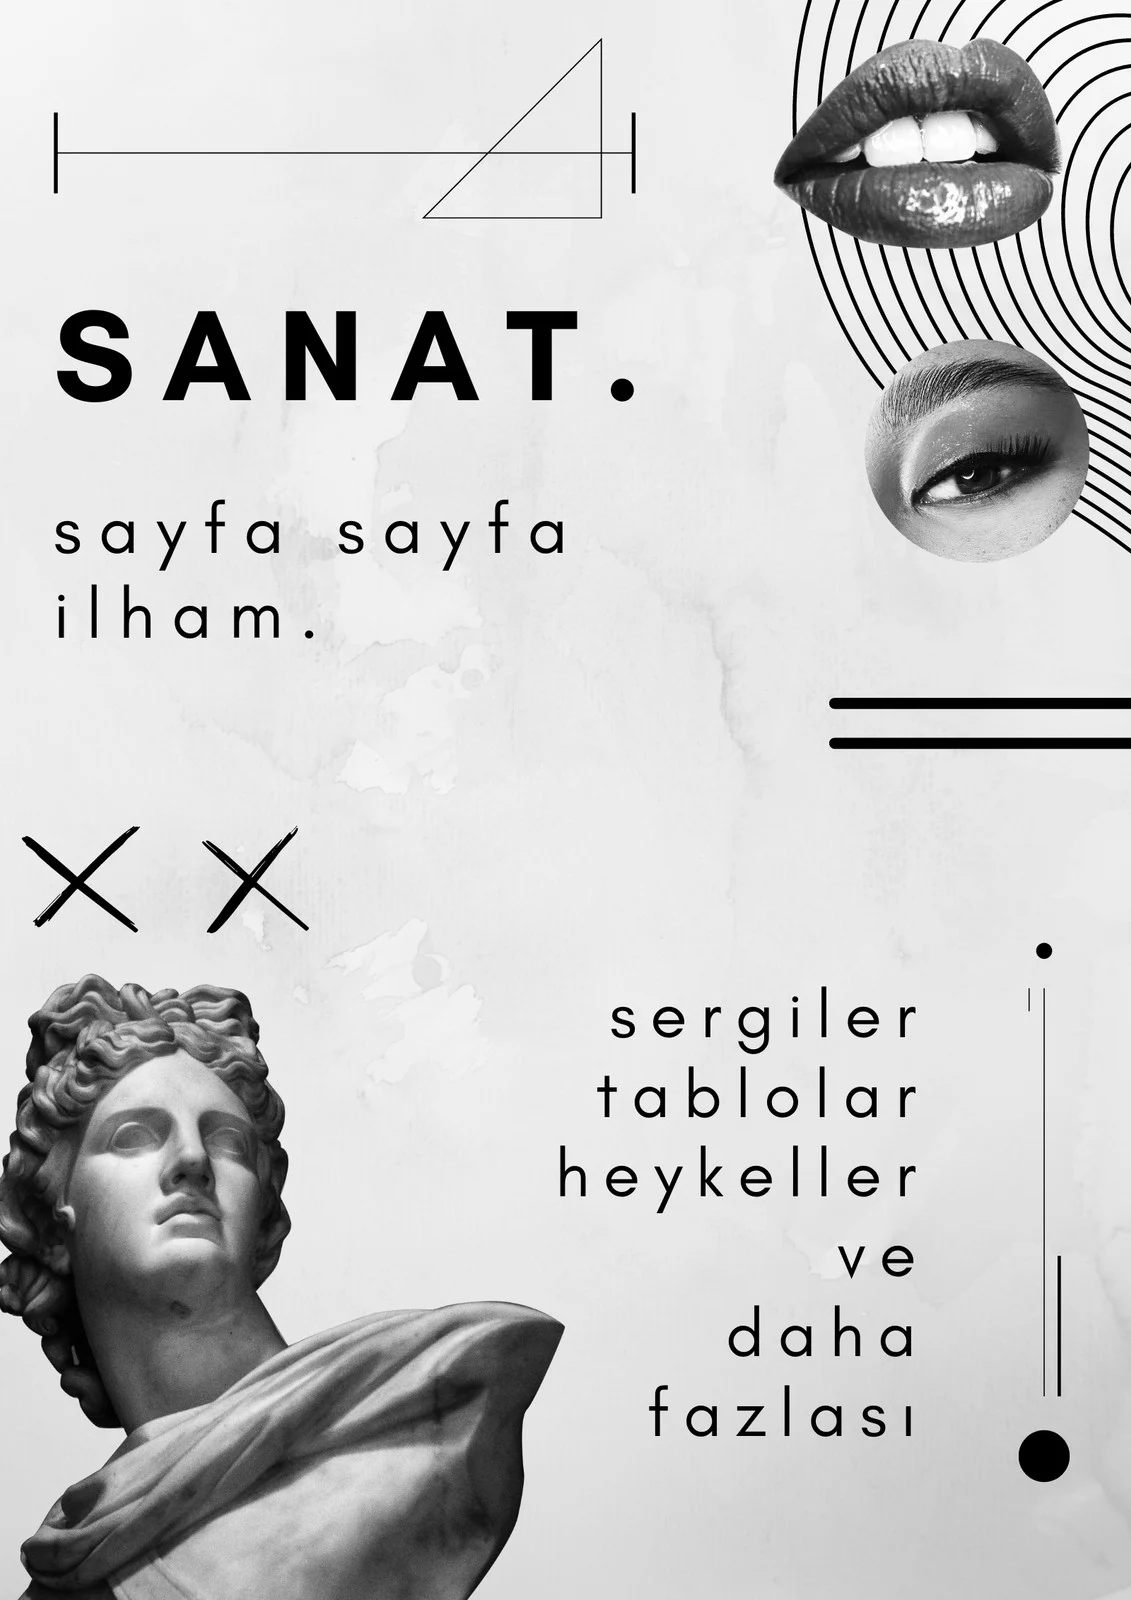 SANAT.
sayfa sayfa
ilham.
sergiler
tablolar
heykeller
ve
daha
fazlası